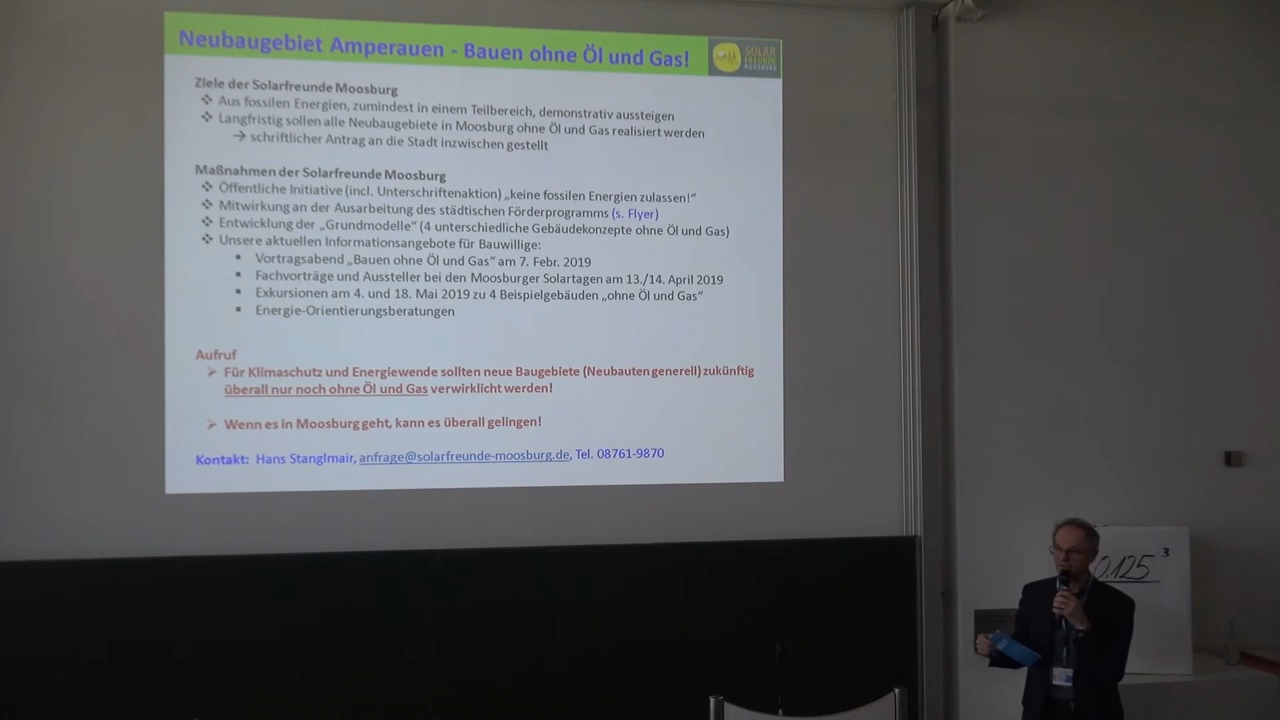 Neubaugebiet Amperauen - Bauen ohne Öl und Gas!
SOLAR
FREUNDE
MOOSBURG
Ziele der Solarfreunde Moosburg
❖ Aus fossilen Energien, zumindest in einem Teilbereich, demonstrativ aussteigen
❖ Langfristig sollen alle Neubaugebiete in Moosburg ohne Öl und Gas realisiert werden
→ schriftlicher Antrag an die Stadt inzwischen gestellt
Maßnahmen der Solarfreunde Moosburg
❖ Öffentliche Initiative (incl. Unterschriftenaktion) „keine fossilen Energien zulassen!“
❖ Mitwirkung an der Ausarbeitung des städtischen Förderprogramms (s. Flyer)
❖ Entwicklung der „Grundmodelle“ (4 unterschiedliche Gebäudekonzepte ohne Öl und Gas)
❖ Unsere aktuellen Informationsangebote für Bauwillige:
▪ Vortragsabend „Bauen ohne Öl und Gas“ am 7. Febr. 2019
▪ Fachvorträge und Aussteller bei den Moosburger Solartagen am 13./14. April 2019
▪ Exkursionen am 4. und 18. Mai 2019 zu 4 Beispielgebäuden „ohne Öl und Gas“
▪ Energie-Orientierungsberatungen
Aufruf
➢ Für Klimaschutz und Energiewende sollten neue Baugebiete (Neubauten generell) zukünftig
überall nur noch ohne Öl und Gas verwirklicht werden!
➢ Wenn es in Moosburg geht, kann es überall gelingen!
Kontakt: Hans Stanglmair, anfrage@solarfreunde-moosburg.de, Tel. 08761-9870
0,125 ³